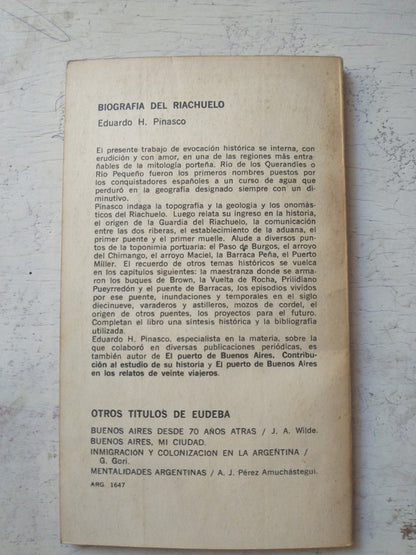 BIOGRAFIA DEL RIACHUELO
Eduardo H. Pinasco
El presente trabajo de evocación histórica se interna, con
erudición y con amor, en una de las regiones más entra-
ñables de la mitología porteña. Río de los Querandíes o
Río Pequeño fueron los primeros nombres puestos por
los conquistadores españoles a un curso de agua que
perduró en la geografía designado siempre con un di-
minutivo.
Pinasco indaga la topografía y la geología y los onomás-
ticos del Riachuelo. Luego relata su ingreso en la historia,
el origen de la Guardia del Riachuelo, la comunicación
entre las dos riberas, el establecimiento de la aduana, el
primer puente y el primer muelle. Alude a diversos pun-
tos de la toponimia portuaria: el Paso de Burgos, el arroyo
del Chimango, el arroyo Maciel, la Barraca Peña, el Puerto
Miller. El recuerdo de otros temas históricos se vuelca
en los capítulos siguientes: la maestranza donde se arma-
ron los buques de Brown, la Vuelta de Rocha, Prilidiano
Pueyrredón y el puente de Barracas, los episodios vividos
por ese puente, inundaciones y temporales en el siglo
diecinueve, varaderos y astilleros, mozos de cordel, el
origen de otros puentes, los proyectos para el futuro.
Completan el libro una síntesis histórica y la bibliografía
utilizada.
Eduardo H. Pinasco, especialista en la materia, sobre la
que colaboró en diversas publicaciones periódicas, es
también autor de El puerto de Buenos Aires, Contribu-
ción al estudio de su historia y El puerto de Buenos Aires
en los relatos de veinte viajeros.
OTROS TITULOS DE EUDEBA
BUENOS AIRES DESDE 70 AÑOS ATRAS / J. A. Wilde.
BUENOS AIRES, MI CIUDAD.
INMIGRACION Y COLONIZACION EN LA ARGENTINA /
G. Gori.
MENTALIDADES ARGENTINAS / A. J. Pérez Amuchástegui.
ARG. 1647